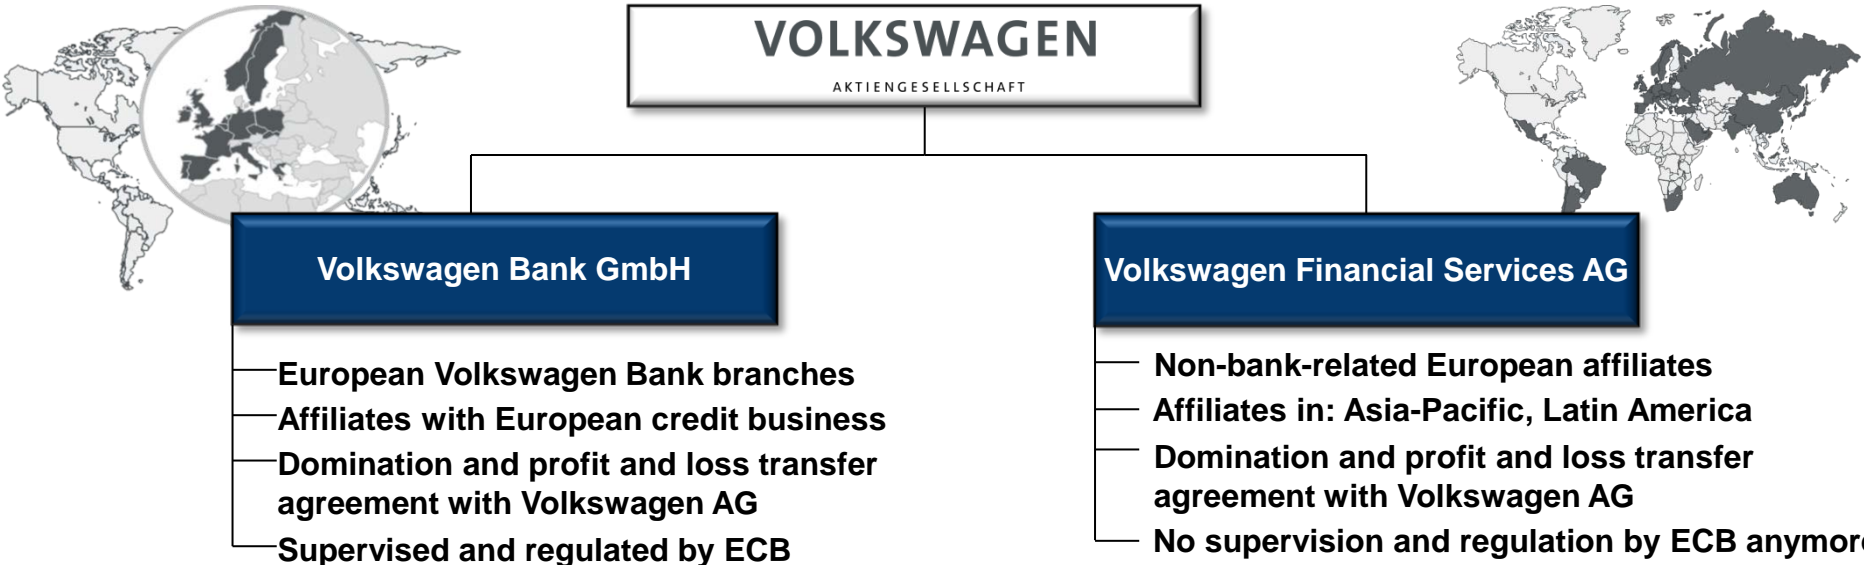 VOLKSWAGEN
AKTIENGESELLSCHAFT
Volkswagen Bank GmbH
European Volkswagen Bank branches
Affiliates with European credit business
Domination and profit and loss transfer
agreement with Volkswagen AG
Supervised and regulated by ECB
Volkswagen Financial Services AG
Non-bank-related European affiliates
Affiliates in: Asia-Pacific, Latin America
Domination and profit and loss transfer
agreement with Volkswagen AG
No supervision and regulation by ECB anymore